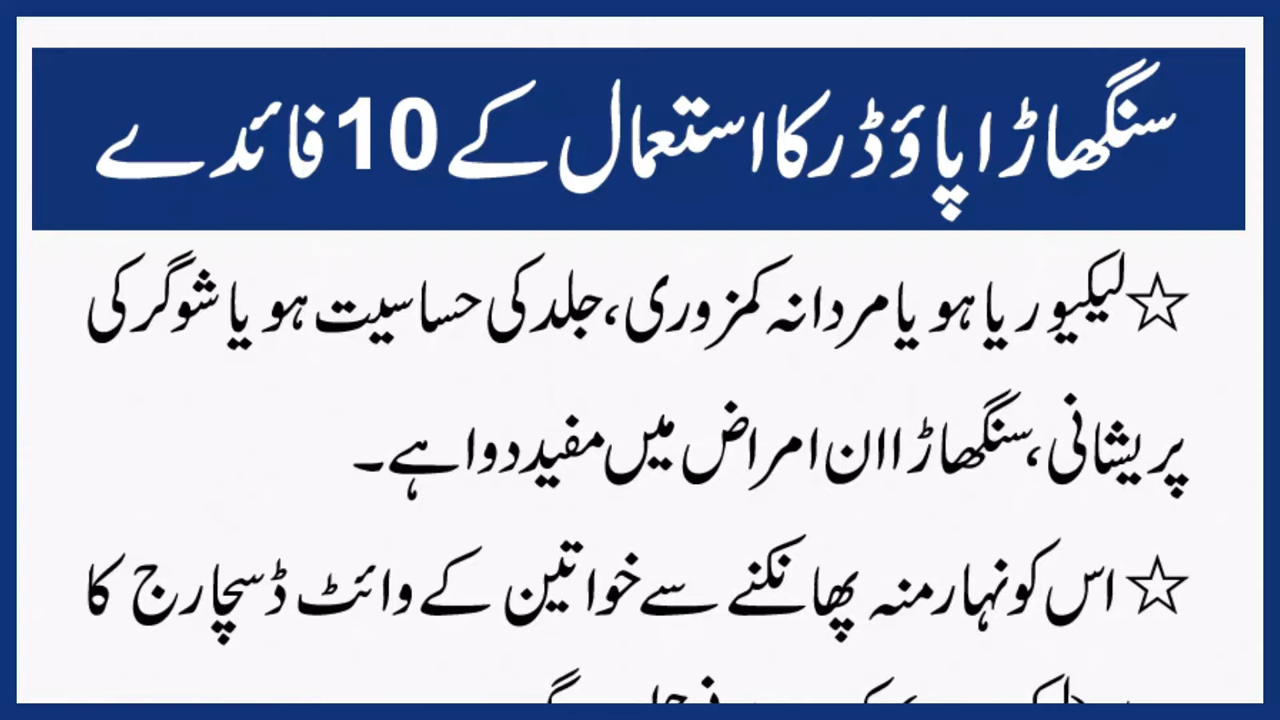 سنگھاڑا پاؤڈر کا استعمال کے 10 فائدے
☆ لیکیوریا ہو یا مردانہ کمزوری، جلد کی حساسیت ہو یا شوگر کی
پریشانی، سنگھاڑا ان امراض میں مفید دوا ہے۔
☆ اس کو نہار منہ پھانکنے سے خواتین کے وائٹ ڈسچارج کا